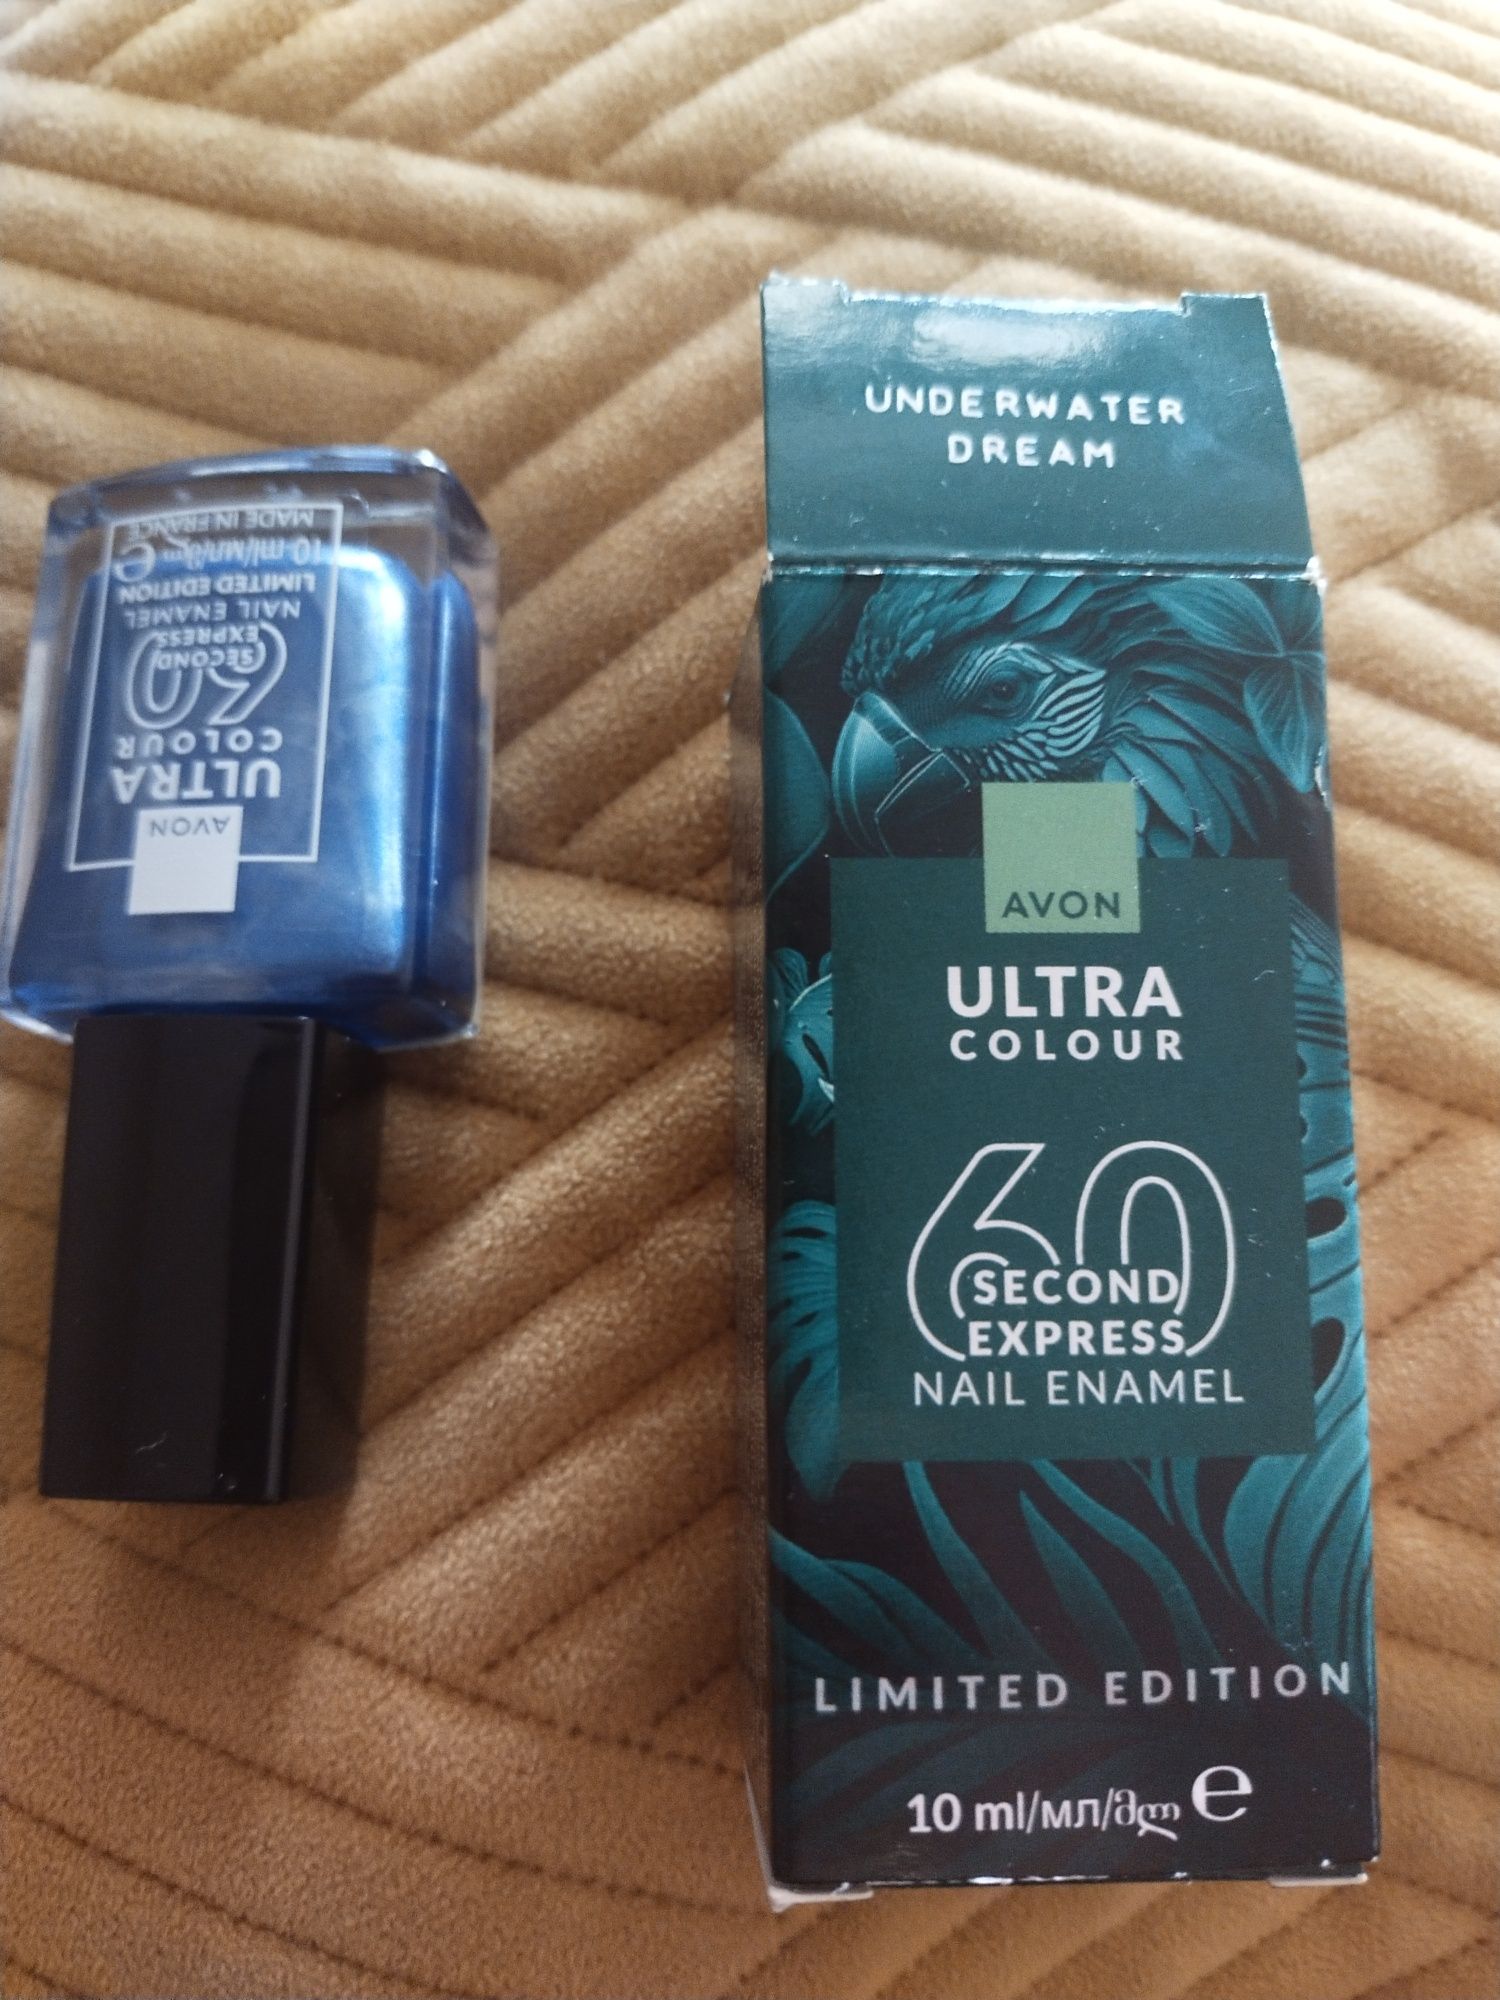 AVON
ULTRA
COLOUR
60
SECOND
EXPRESS
NAIL ENAMEL
LIMITED EDITION
10 ml/мл/მლ e
MADE IN FRANCE
UNDERWATER
DREAM
AVON
ULTRA
COLOUR
60
SECOND
EXPRESS
NAIL ENAMEL
LIMITED EDITION
10 ml/мл/მლ e